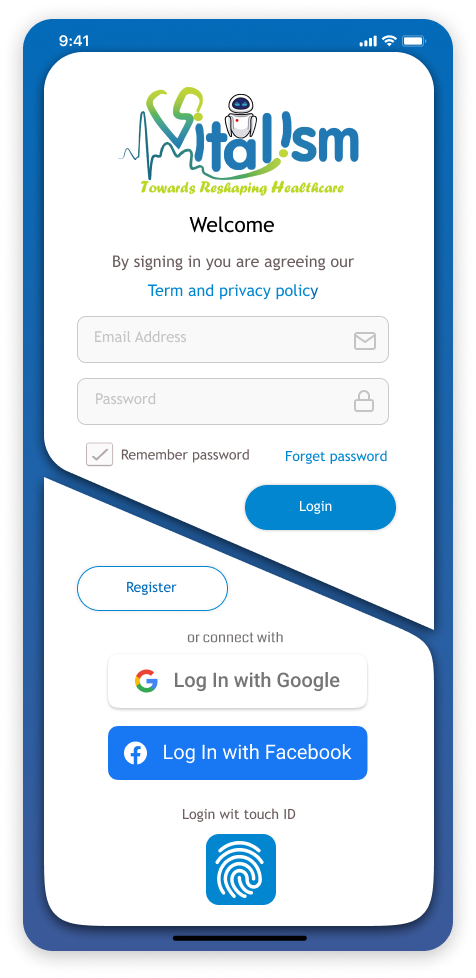 9:41
Vital!sm
Towards Reshaping Healthcare
Welcome
By signing in you are agreeing our
Term and privacy policy
Email Address
Password
Remember password Forget password
Login
Register
or connect with
Log In with Google
Log In with Facebook
Login wit touch ID